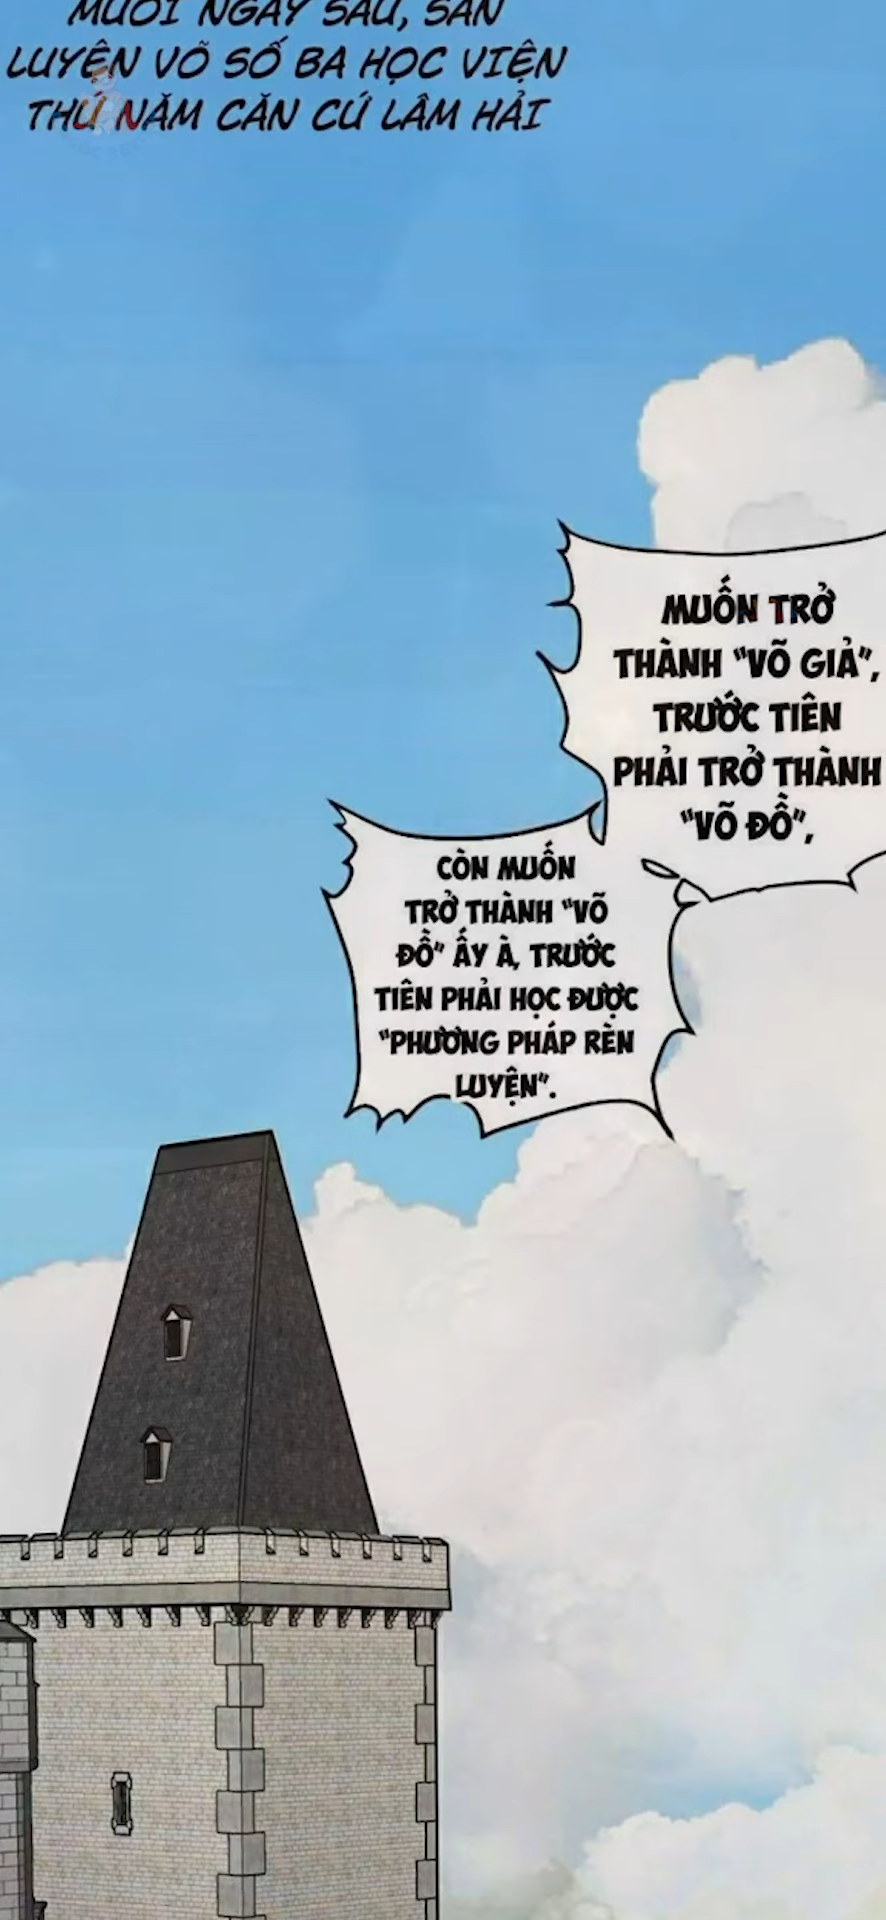 MƯỜI NGÀY SAU, SÂN
LUYỆN VÕ SỐ BA HỌC VIỆN
THỨ NĂM CĂN CỨ LÂM HẢI
MUỐN TRỞ
THÀNH "VÕ GIẢ",
TRƯỚC TIÊN
PHẢI TRỞ THÀNH
"VÕ ĐỒ",
CÒN MUỐN
TRỞ THÀNH "VÕ
ĐỒ" ẤY À, TRƯỚC
TIÊN PHẢI HỌC ĐƯỢC
"PHƯƠNG PHÁP RÈN
LUYỆN".